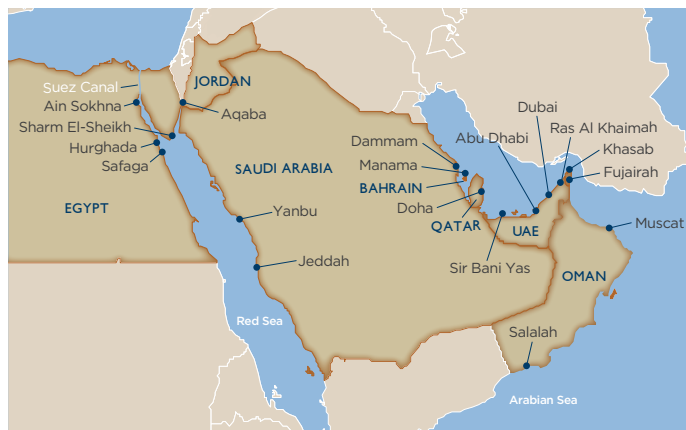 JORDAN
Suez Canal
Ain Sokhna
Aqaba
Sharm El-Sheikh
Hurghada
Safaga
EGYPT
SAUDI ARABIA
Yanbu
Jeddah
Red Sea
Dammam
Manama
BAHRAIN
Doha
QATAR
Abu Dhabi
Dubai
Ras Al Khaimah
Khasab
Fujairah
UAE
Sir Bani Yas
Muscat
OMAN
Salalah
Arabian Sea